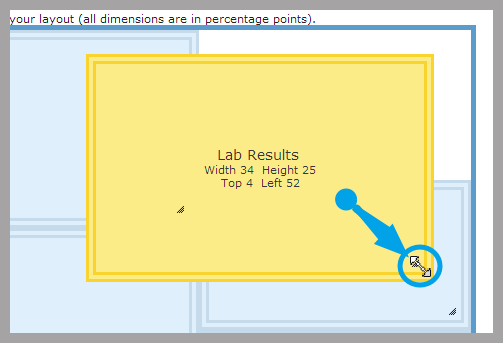 your layout (all dimensions are in percentage points).
Lab Results
Width 34 Height 25
Top 4 Left 52